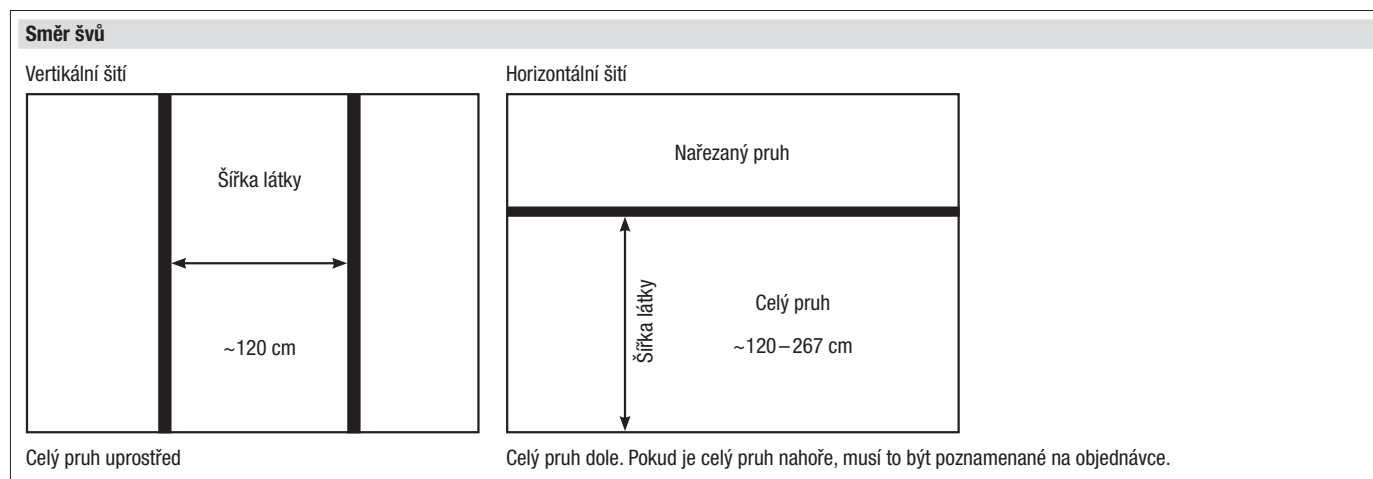 Směr švů
Vertikální šití
Šířka látky
~120 cm
Celý pruh uprostřed
Horizontální šití
Nařezaný pruh
Šířka látky
Celý pruh
~120–267 cm
Celý pruh dole. Pokud je celý pruh nahoře, musí to být poznamenané na objednávce.